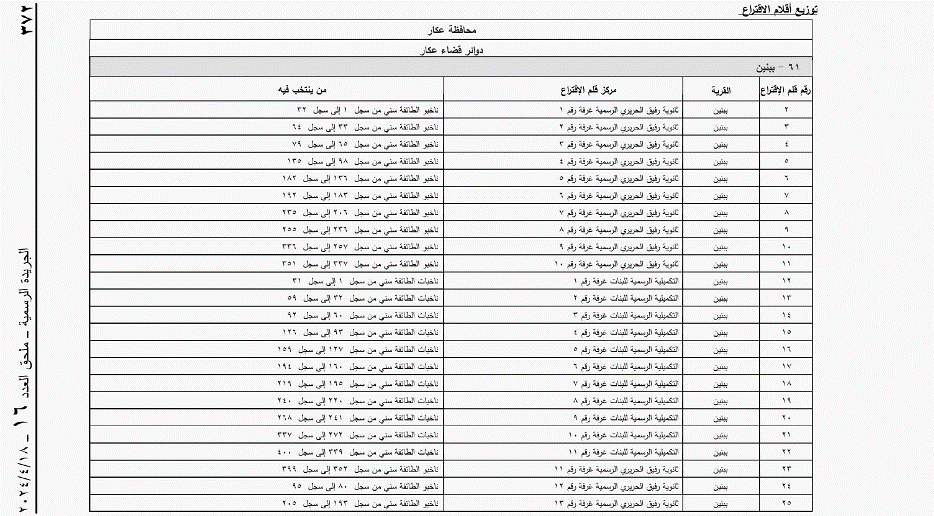 توزيع أقلام الاقتراع
محافظة عكار
دوائر قضاء عكار
٦١ - ببنين
رقم قلم الإقتراع القرية مركز قلم الإقتراع من ينتخب فيه
٢ ببنين ثانوية رفيق الحريري الرسمية غرفة رقم ١ ناخبو الطائفة سني من سجل ١ إلى سجل ٣٢
٣ ببنين ثانوية رفيق الحريري الرسمية غرفة رقم ٢ ناخبو الطائفة سني من سجل ٣٣ إلى سجل ٦٤
٤ ببنين ثانوية رفيق الحريري الرسمية غرفة رقم ٣ ناخبو الطائفة سني من سجل ٦٥ إلى سجل ٧٩
٥ ببنين ثانوية رفيق الحريري الرسمية غرفة رقم ٤ ناخبو الطائفة سني من سجل ٩٨ إلى سجل ١٣٥
٦ ببنين ثانوية رفيق الحريري الرسمية غرفة رقم ٥ ناخبو الطائفة سني من سجل ١٣٦ إلى سجل ١٨٢
٧ ببنين ثانوية رفيق الحريري الرسمية غرفة رقم ٦ ناخبو الطائفة سني من سجل ١٨٣ إلى سجل ١٩٢
٨ ببنين ثانوية رفيق الحريري الرسمية غرفة رقم ٧ ناخبو الطائفة سني من سجل ٢٠٦ إلى سجل ٢٣٥
٩ ببنين ثانوية رفيق الحريري الرسمية غرفة رقم ٨ ناخبو الطائفة سني من سجل ٢٣٦ إلى سجل ٢٥٥
١٠ ببنين ثانوية رفيق الحريري الرسمية غرفة رقم ٩ ناخبو الطائفة سني من سجل ٢٥٧ إلى سجل ٣٣٦
١١ ببنين ثانوية رفيق الحريري الرسمية غرفة رقم ١٠ ناخبو الطائفة سني من سجل ٣٣٧ إلى سجل ٣٥١
١٢ ببنين التكميلية الرسمية للبنات غرفة رقم ١ ناخبات الطائفة سني من سجل ١ إلى سجل ٣١
١٣ ببنين التكميلية الرسمية للبنات غرفة رقم ٢ ناخبات الطائفة سني من سجل ٣٢ إلى سجل ٥٩
١٤ ببنين التكميلية الرسمية للبنات غرفة رقم ٣ ناخبات الطائفة سني من سجل ٦٠ إلى سجل ٩٢
١٥ ببنين التكميلية الرسمية للبنات غرفة رقم ٤ ناخبات الطائفة سني من سجل ٩٣ إلى سجل ١٢٦
١٦ ببنين التكميلية الرسمية للبنات غرفة رقم ٥ ناخبات الطائفة سني من سجل ١٢٧ إلى سجل ١٥٩
١٧ ببنين التكميلية الرسمية للبنات غرفة رقم ٦ ناخبات الطائفة سني من سجل ١٦٠ إلى سجل ١٩٤
١٨ ببنين التكميلية الرسمية للبنات غرفة رقم ٧ ناخبات الطائفة سني من سجل ١٩٥ إلى سجل ٢١٩
١٩ ببنين التكميلية الرسمية للبنات غرفة رقم ٨ ناخبات الطائفة سني من سجل ٢٢٠ إلى سجل ٢٤٠
٢٠ ببنين التكميلية الرسمية للبنات غرفة رقم ٩ ناخبات الطائفة سني من سجل ٢٤١ إلى سجل ٢٦٨
٢١ ببنين التكميلية الرسمية للبنات غرفة رقم ١٠ ناخبات الطائفة سني من سجل ٢٧٢ إلى سجل ٣٣٧
٢٢ ببنين التكميلية الرسمية للبنات غرفة رقم ١١ ناخبات الطائفة سني من سجل ٣٣٩ إلى سجل ٤٠٠
٢٣ ببنين ثانوية رفيق الحريري الرسمية غرفة رقم ١١ ناخبو الطائفة سني من سجل ٣٥٢ إلى سجل ٣٩٩
٢٤ ببنين ثانوية رفيق الحريري الرسمية غرفة رقم ١٢ ناخبو الطائفة سني من سجل ٨٠ إلى سجل ٩٥
٢٥ ببنين ثانوية رفيق الحريري الرسمية غرفة رقم ١٣ ناخبو الطائفة سني من سجل ١٩٣ إلى سجل ٢٠٥
٣٧٢
الجريدة الرسمية – ملحق العدد ١٦ – ٢٠٢٤/٤/١٨